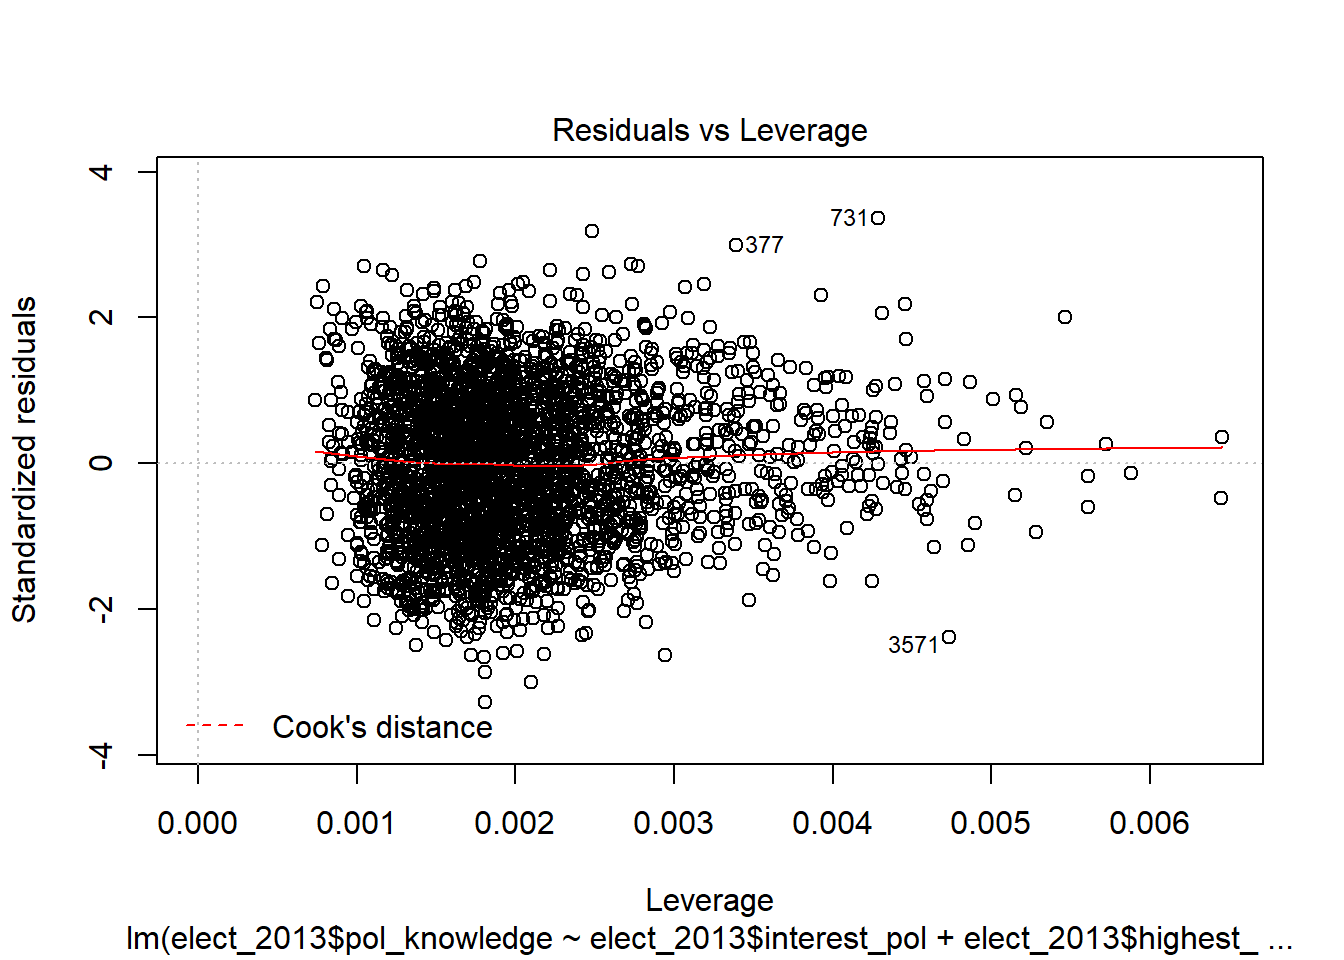 Residuals vs Leverage
Standardized residuals
4
2
0
-2
-4
731
377
3571
Cook's distance
0.000 0.001 0.002 0.003 0.004 0.005 0.006
Leverage
lm(elect_2013$pol_knowledge ~ elect_2013$interest_pol + elect_2013$highest_ ...